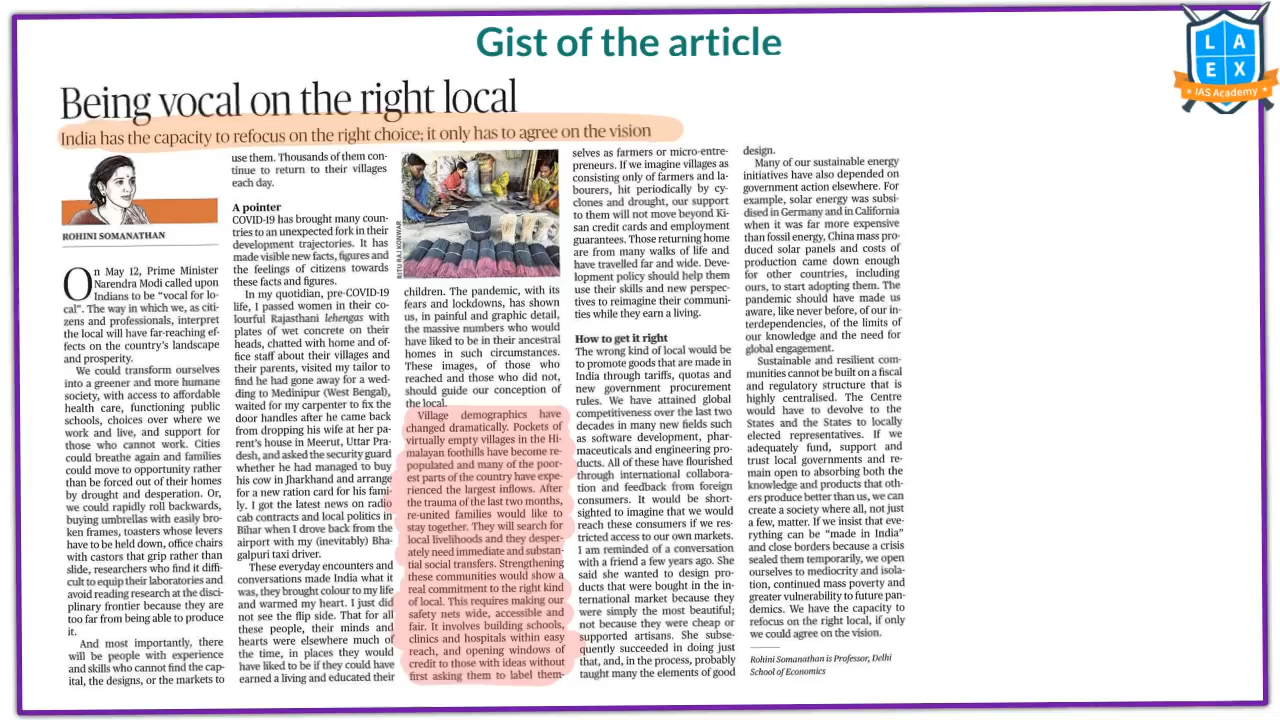 Gist of the article
L A
E X
IAS Academy
Being vocal on the right local
India has the capacity to refocus on the right choice; it only has to agree on the vision
ROHINI SOMANATHAN
On May 12, Prime Minister
Narendra Modi called upon
Indians to be “vocal for lo-
cal”. The way in which we, as citi-
zens and professionals, interpret
the local will have far-reaching ef-
fects on the country’s landscape
and prosperity.
We could transform ourselves
into a greener and more humane
society, with access to affordable
health care, functioning public
schools, choices over where we
work and live, and support for
those who cannot work. Cities
could breathe again and families
could move to opportunity rather
than be forced out of their homes
by drought and desperation. Or,
we could rapidly roll backwards,
buying umbrellas with easily bro-
ken frames, toasters whose levers
have to be held down, office chairs
with castors that grip rather than
slide, researchers who find it diffi-
cult to equip their laboratories and
avoid reading research at the disci-
plinary frontier because they are
too far from being able to produce
it.
And most importantly, there
will be people with experience
and skills who cannot find the cap-
ital, the designs, or the markets to
use them. Thousands of them con-
tinue to return to their villages
each day.
A pointer
COVID-19 has brought many coun-
tries to an unexpected fork in their
development trajectories. It has
made visible new facts, figures and
the feelings of citizens towards
these facts and figures.
In my quotidian, pre-COVID-19
life, I passed women in their co-
lourful Rajasthani lehengas with
plates of wet concrete on their
heads, chatted with home and of-
fice staff about their villages and
their parents, visited my tailor to
find he had gone away for a wed-
ding to Medinipur (West Bengal),
waited for my carpenter to fix the
door handles after he came back
from dropping his wife at her pa-
rent’s house in Meerut, Uttar Pra-
desh, and asked the security guard
whether he had managed to buy
his cow in Jharkhand and arrange
for a new ration card for his fami-
ly. I got the latest news on radio
cab contracts and local politics in
Bihar when I drove back from the
airport with my (inevitably) Bha-
galpuri taxi driver.
These everyday encounters and
conversations made India what it
was, they brought colour to my life
and warmed my heart. I just did
not see the flip side. That for all
these people, their minds and
hearts were elsewhere much of
the time, in places they would
have liked to be if they could have
earned a living and educated their
RITU RAJ KONWAR
children. The pandemic, with its
fears and lockdowns, has shown
us, in painful and graphic detail,
the massive numbers who would
have liked to be in their ancestral
homes in such circumstances.
These images, of those who
reached and those who did not,
should guide our conception of
the local.
Village demographics have
changed dramatically. Pockets of
virtually empty villages in the Hi-
malayan foothills have become re-
populated and many of the poor-
est parts of the country have expe-
rienced the largest inflows. After
the trauma of the last two months,
re-united families would like to
stay together. They will search for
local livelihoods and they desper-
ately need immediate and substan-
tial social transfers. Strengthening
these communities would show a
real commitment to the right kind
of local. This requires making our
safety nets wide, accessible and
fair. It involves building schools,
clinics and hospitals within easy
reach, and opening windows of
credit to those with ideas without
first asking them to label them-
selves as farmers or micro-entre-
preneurs. If we imagine villages as
consisting only of farmers and la-
bourers, hit periodically by cy-
clones and drought, our support
to them will not move beyond Ki-
san credit cards and employment
guarantees. Those returning home
are from many walks of life and
have travelled far and wide. Deve-
lopment policy should help them
use their skills and new perspec-
tives to reimagine their communi-
ties while they earn a living.
How to get it right
The wrong kind of local would be
to promote goods that are made in
India through tariffs, quotas and
new government procurement
rules. We have attained global
competitiveness over the last two
decades in many new fields such
as software development, phar-
maceuticals and engineering pro-
ducts. All of these have flourished
through international collabora-
tion and feedback from foreign
consumers. It would be short-
sighted to imagine that we would
reach these consumers if we res-
tricted access to our own markets.
I am reminded of a conversation
with a friend a few years ago. She
said she wanted to design pro-
ducts that were bought in the in-
ternational market because they
were simply the most beautiful;
not because they were cheap or
supported artisans. She subse-
quently succeeded in doing just
that, and, in the process, probably
taught many the elements of good
design.
Many of our sustainable energy
initiatives have also depended on
government action elsewhere. For
example, solar energy was subsi-
dised in Germany and in California
when it was far more expensive
than fossil energy, China mass pro-
duced solar panels and costs of
production came down enough
for other countries, including
ours, to start adopting them. The
pandemic should have made us
aware, like never before, of our in-
terdependencies, of the limits of
our knowledge and the need for
global engagement.
Sustainable and resilient com-
munities cannot be built on a fiscal
and regulatory structure that is
highly centralised. The Centre
would have to devolve to the
States and the States to locally
elected representatives. If we
adequately fund, support and
trust local governments and re-
main open to absorbing both the
knowledge and products that oth-
ers produce better than us, we can
create a society where all, not just
a few, matter. If we insist that eve-
rything can be “made in India”
and close borders because a crisis
sealed them temporarily, we open
ourselves to mediocrity and isola-
tion, continued mass poverty and
greater vulnerability to future pan-
demics. We have the capacity to
refocus on the right local, if only
we could agree on the vision.
Rohini Somanathan is Professor, Delhi
School of Economics